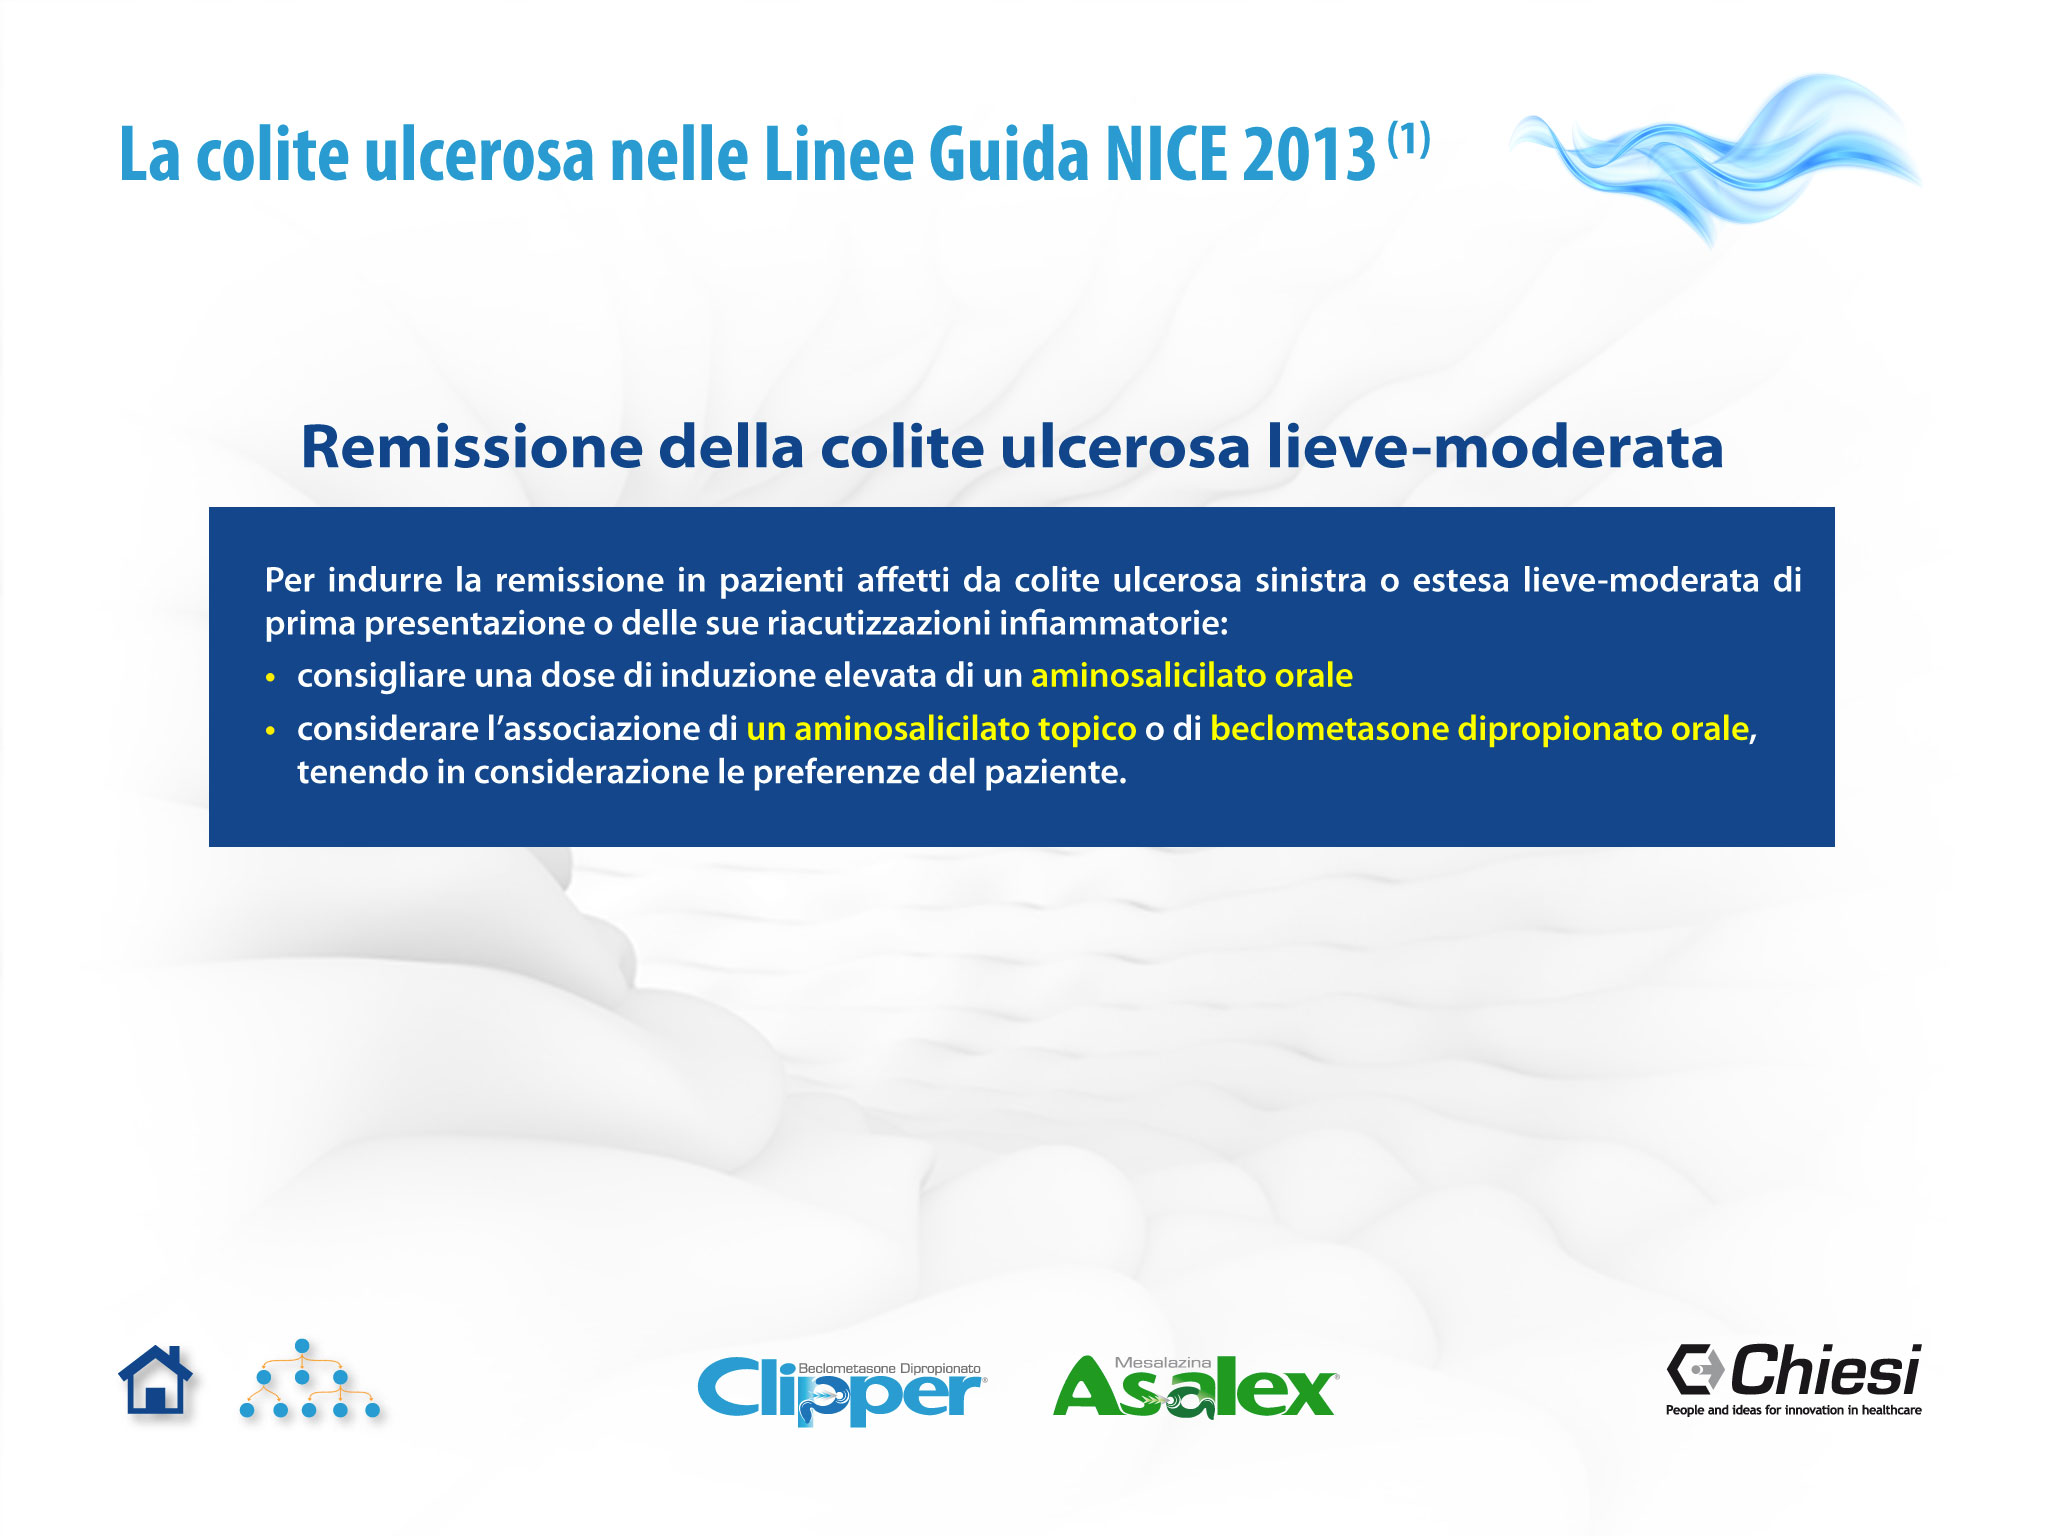 La colite ulcerosa nelle Linee Guida NICE 2013 (1)
Remissione della colite ulcerosa lieve-moderata
Per indurre la remissione in pazienti affetti da colite ulcerosa sinistra o estesa lieve-moderata di
prima presentazione o delle sue riacutizzazioni infiammatorie:
• consigliare una dose di induzione elevata di un aminosalicilato orale
• considerare l’associazione di un aminosalicilato topico o di beclometasone dipropionato orale,
tenendo in considerazione le preferenze del paziente.
Beclometasone Dipropionato
Clipper®
Mesalazina
Asalex®
Chiesi
People and ideas for innovation in healthcare